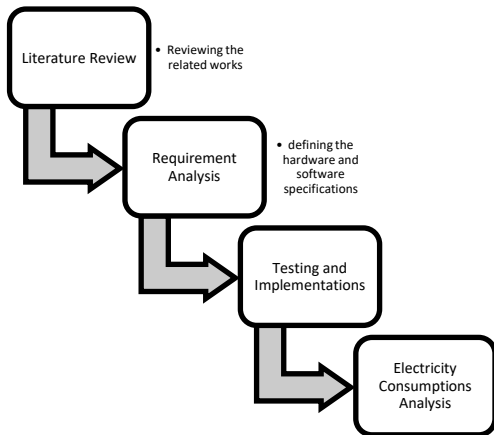 Literature Review
• Reviewing the
related works
Requirement
Analysis
• defining the
hardware and
software
specifications
Testing and
Implementations
Electricity
Consumptions
Analysis